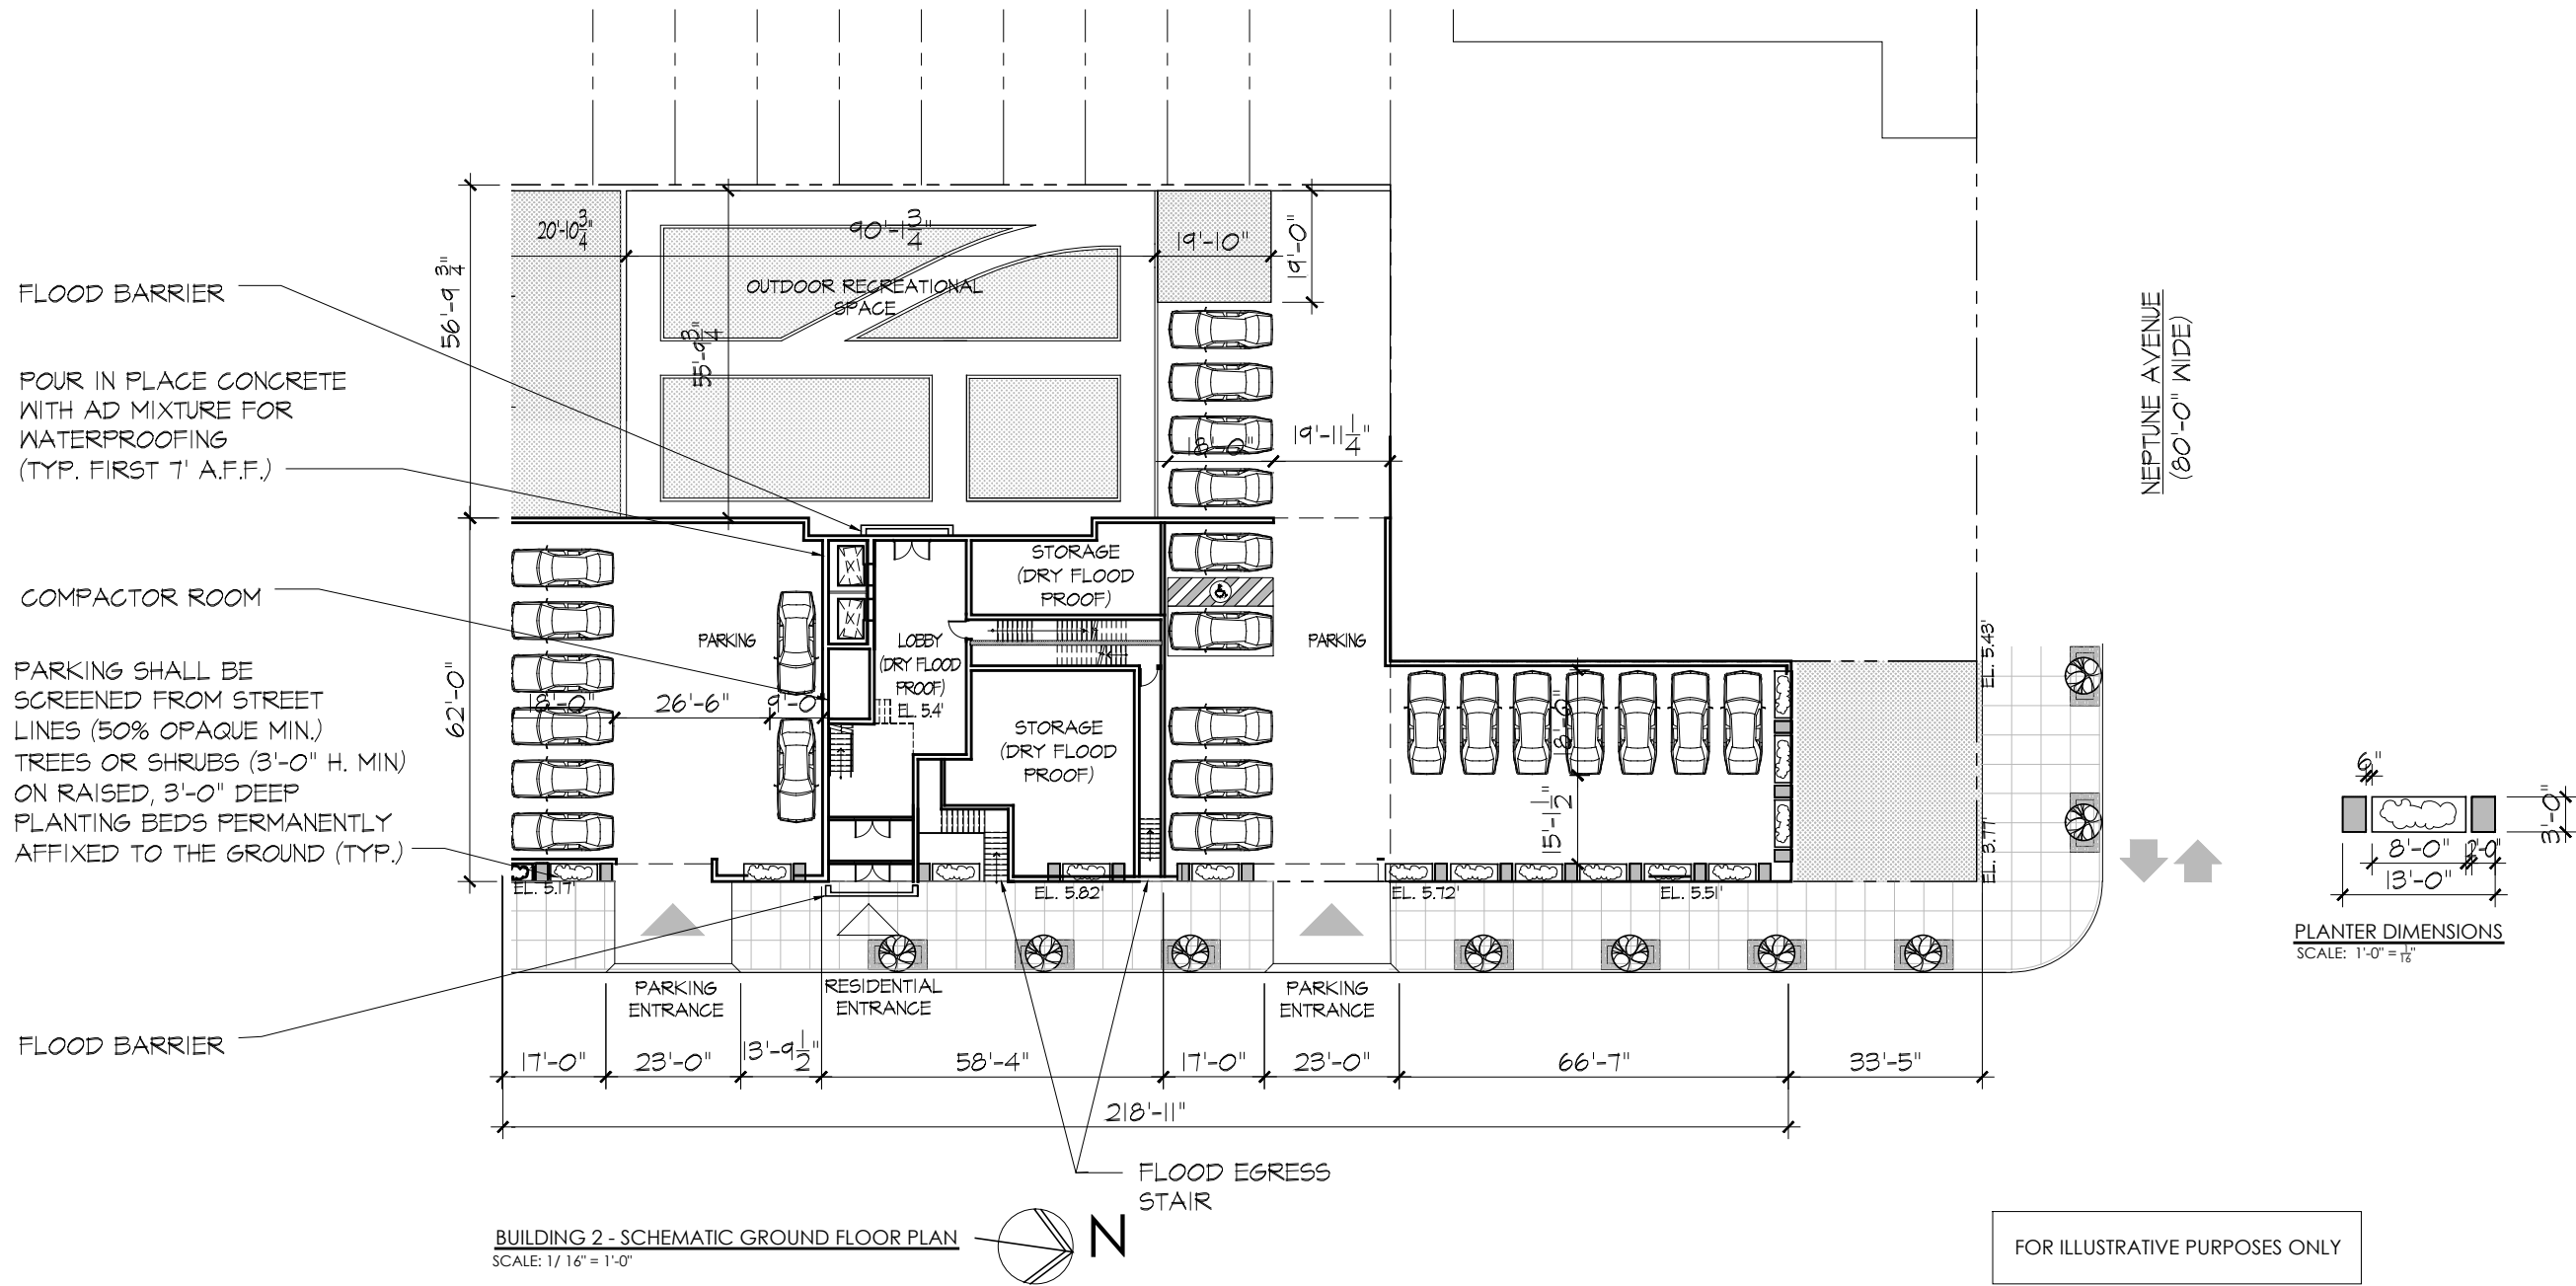 20'-10 3/4"
90'-1 3/4"
19'-10"
19'-0"
56'-9 3/4"
OUTDOOR RECREATIONAL
SPACE
55'-9 3/4"
FLOOD BARRIER
POUR IN PLACE CONCRETE
WITH AD MIXTURE FOR
WATERPROOFING
(TYP. FIRST 7' A.F.F.)
18'-0"
19'-11 1/4"
NEPTUNE AVENUE
(80'-0" WIDE)
COMPACTOR ROOM
STORAGE
(DRY FLOOD
PROOF)
PARKING
LOBBY
(DRY FLOOD
PROOF)
EL. 5.4'
PARKING
EL. 5.43'
PARKING SHALL BE
SCREENED FROM STREET
LINES (50% OPAQUE MIN.)
TREES OR SHRUBS (3'-0" H. MIN)
ON RAISED, 3'-0" DEEP
PLANTING BEDS PERMANENTLY
AFFIXED TO THE GROUND (TYP.)
62'-0"
18'-0"
26'-6"
9'-0"
STORAGE
(DRY FLOOD
PROOF)
18'-0"
15'-1 1/2"
EL. 3.77'
6"
3'-0"
8'-0"
2'-0"
13'-0"
PLANTER DIMENSIONS
SCALE: 1'-0" = 1/16"
EL. 5.17'
EL. 5.82'
EL. 5.72'
EL. 5.51'
PARKING
ENTRANCE
RESIDENTIAL
ENTRANCE
PARKING
ENTRANCE
FLOOD BARRIER
17'-0"
23'-0"
13'-9 1/2"
58'-4"
17'-0"
23'-0"
66'-7"
33'-5"
218'-11"
FLOOD EGRESS
STAIR
BUILDING 2 - SCHEMATIC GROUND FLOOR PLAN
SCALE: 1/ 16" = 1'-0"
N
FOR ILLUSTRATIVE PURPOSES ONLY